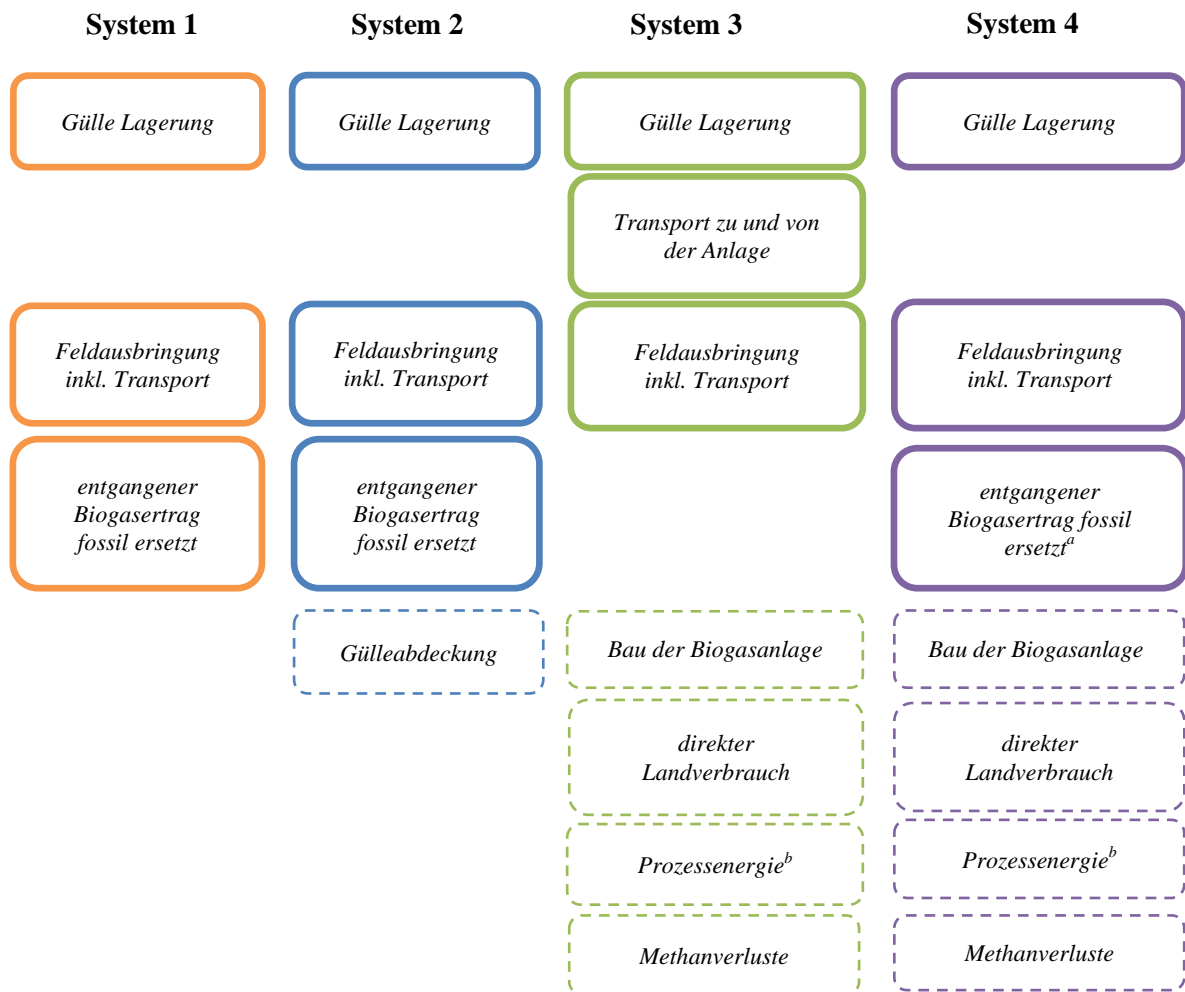 System 1
System 2
System 3
System 4
Gülle Lagerung
Gülle Lagerung
Gülle Lagerung
Gülle Lagerung
Transport zu und von
der Anlage
Feldausbringung
inkl. Transport
Feldausbringung
inkl. Transport
Feldausbringung
inkl. Transport
Feldausbringung
inkl. Transport
entgangener
Biogasertrag
fossil ersetzt
entgangener
Biogasertrag
fossil ersetzt
entgangener
Biogasertrag fossil
ersetztᵃ
Gülleabdeckung
Bau der Biogasanlage
Bau der Biogasanlage
direkter
Landverbrauch
direkter
Landverbrauch
Prozessenergieᵇ
Prozessenergieᵇ
Methanverluste
Methanverluste